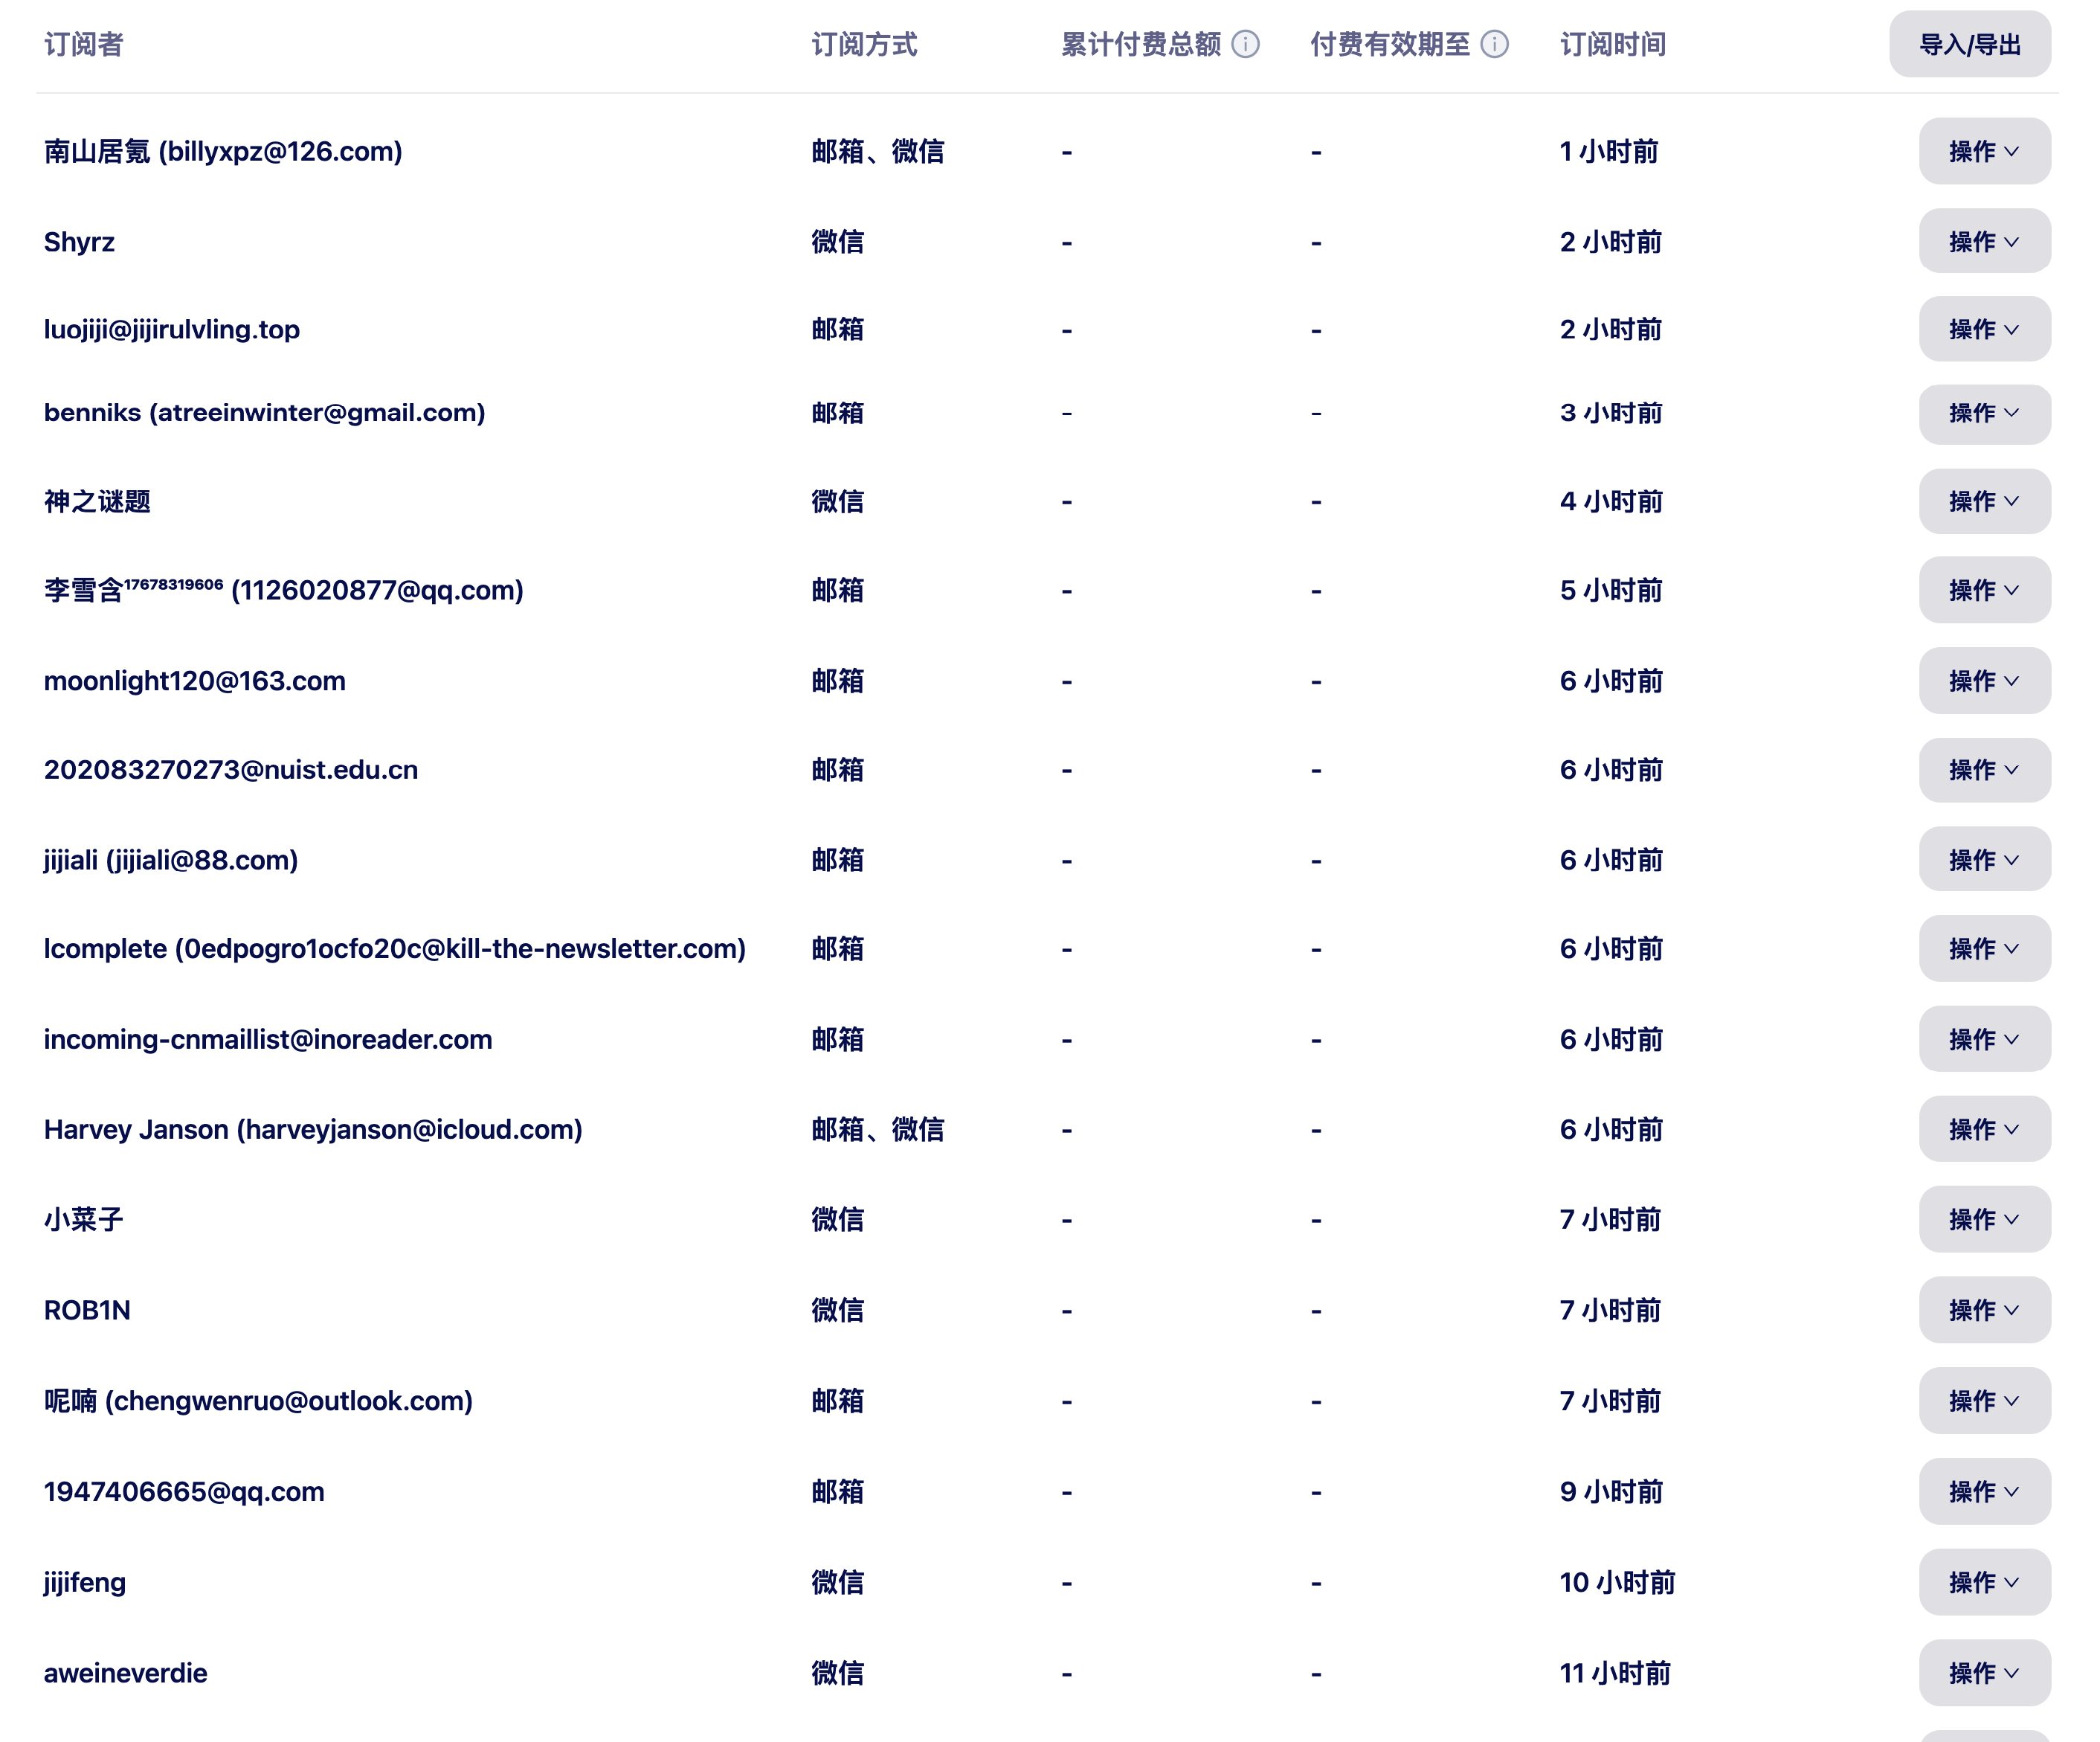 订阅者 订阅方式 累计付费总额 付费有效期至 订阅时间 导入/导出
南山居氪 (billyxpz@126.com) 邮箱、微信 - - 1 小时前 操作
Shyrz 微信 - - 2 小时前 操作
luojiji@jijirulvling.top 邮箱 - - 2 小时前 操作
benniks (atreeinwinter@gmail.com) 邮箱 - - 3 小时前 操作
神之谜题 微信 - - 4 小时前 操作
李雪含¹⁷⁶⁷⁸³¹⁹⁶⁰⁶ (1126020877@qq.com) 邮箱 - - 5 小时前 操作
moonlight120@163.com 邮箱 - - 6 小时前 操作
202083270273@nuist.edu.cn 邮箱 - - 6 小时前 操作
jijiali (jijiali@88.com) 邮箱 - - 6 小时前 操作
lcomplete (0edpogro1ocfo20c@kill-the-newsletter.com) 邮箱 - - 6 小时前 操作
incoming-cnmaillist@inoreader.com 邮箱 - - 6 小时前 操作
Harvey Janson (harveyjanson@icloud.com) 邮箱、微信 - - 6 小时前 操作
小菜子 微信 - - 7 小时前 操作
ROB1N 微信 - - 7 小时前 操作
呢喃 (chengwenruo@outlook.com) 邮箱 - - 7 小时前 操作
1947406665@qq.com 邮箱 - - 9 小时前 操作
jijifeng 微信 - - 10 小时前 操作
aweineverdie 微信 - - 11 小时前 操作